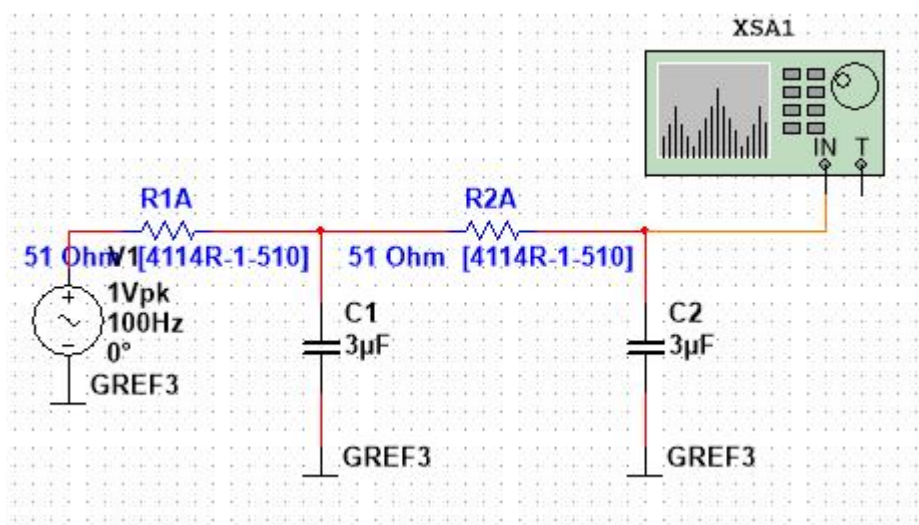 XSA1
IN T
R1A
R2A
51 Ohm [4114R-1-510]
51 Ohm [4114R-1-510]
V1
1Vpk
100Hz
0°
GREF3
C1
3µF
C2
3µF
GREF3
GREF3